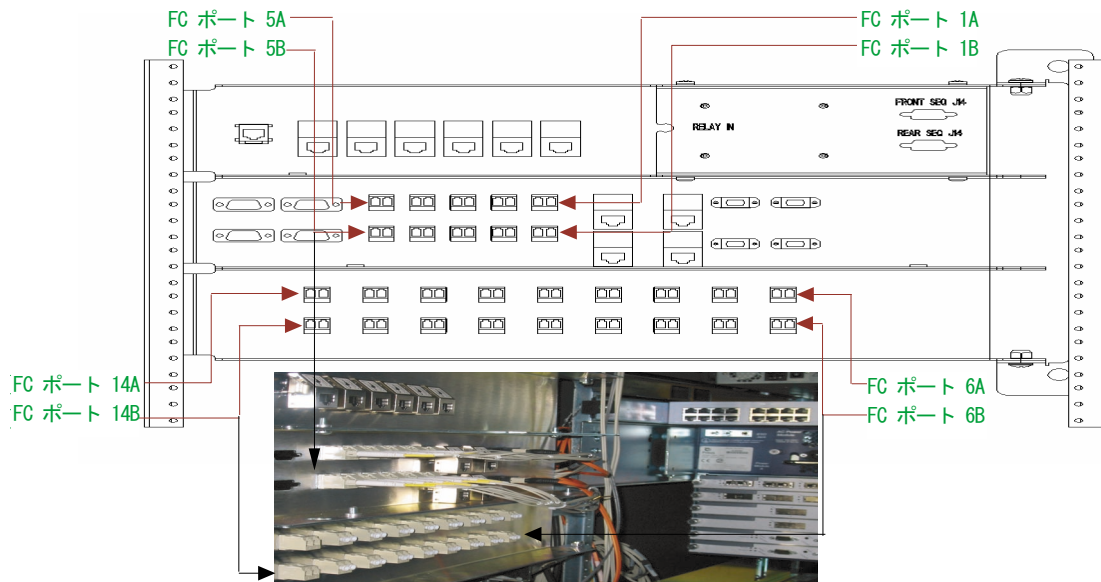 FC ポート 5A
FC ポート 5B
FC ポート 1A
FC ポート 1B
RELAY IN
FRONT SEQ J14
REAR SEQ J14
FC ポート 14A
FC ポート 14B
FC ポート 6A
FC ポート 6B